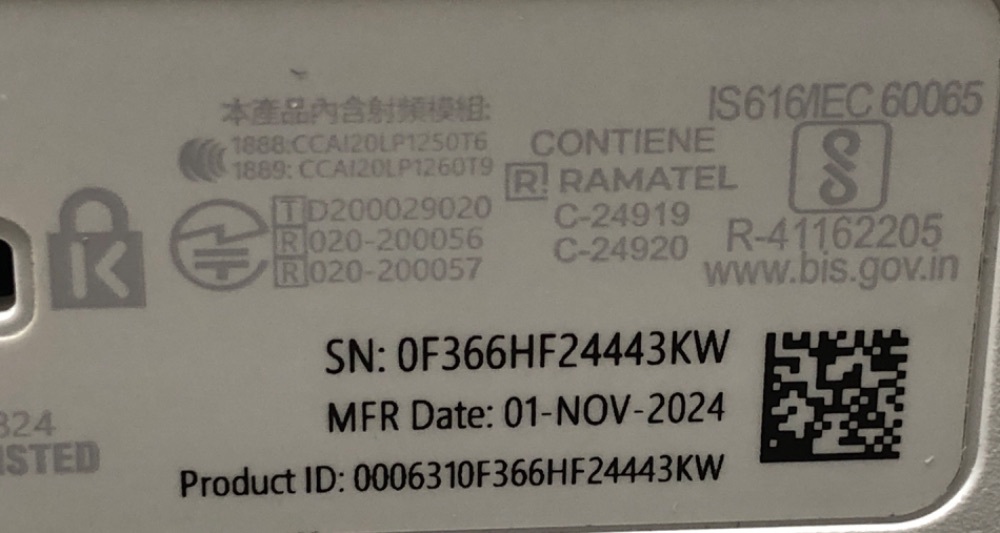 本產品內含射頻模組:
1888:CCAI20LP1250T6
1889: CCAI20LP1260T9
T D200029020
R 020-200056
R 020-200057
CONTIENE
R! RAMATEL
C-24919
C-24920
IS616/IEC 60065
R-41162205
www.bis.gov.in
K
SN: 0F366HF24443KW
MFR Date: 01-NOV-2024
Product ID: 0006310F366HF24443KW
324
ISTED